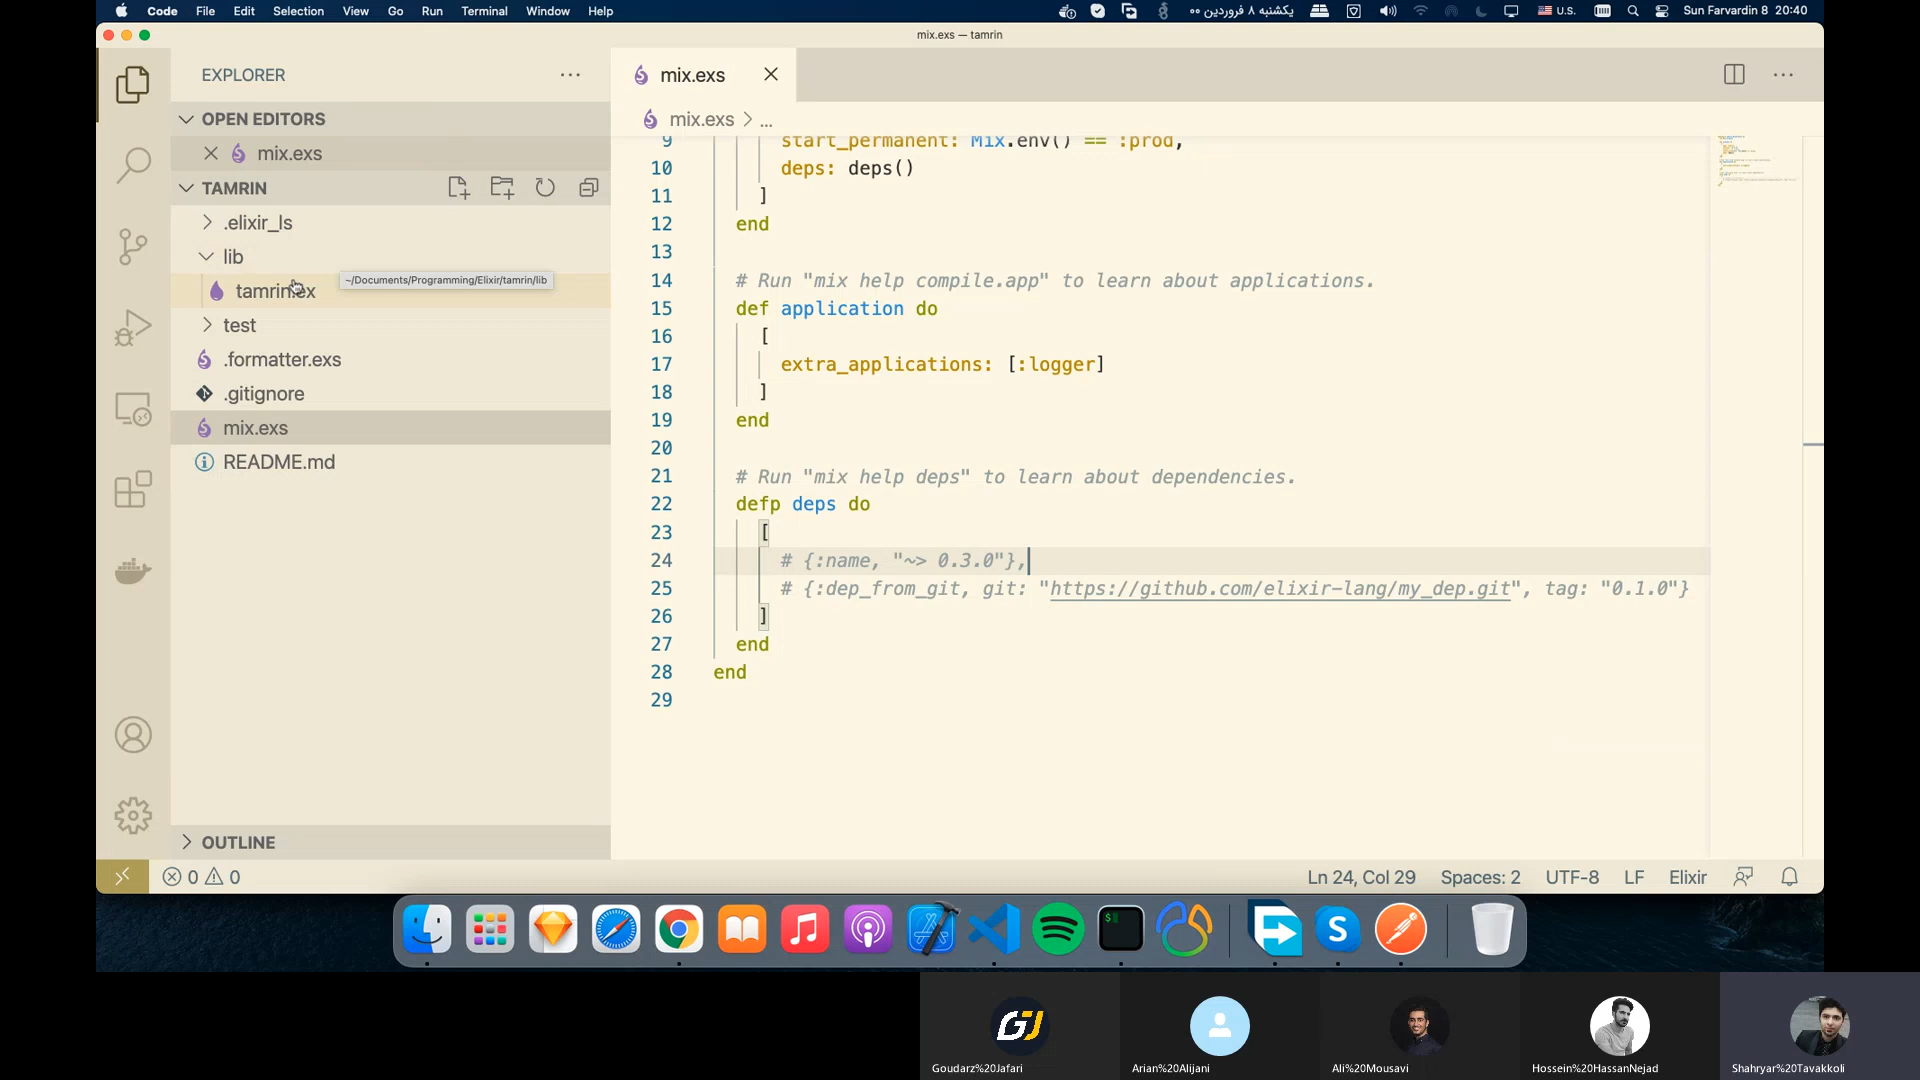 Code File Edit Selection View Go Run Terminal Window Help
یکشنبه ۸ فروردین ۰۰ U.S. Sun Farvardin 8 20:40
mix.exs — tamrin
EXPLORER
mix.exs
OPEN EDITORS
mix.exs
mix.exs > ...
TAMRIN
.elixir_ls
lib
~/Documents/Programming/Elixir/tamrin/lib
tamrin.ex
test
.formatter.exs
.gitignore
mix.exs
README.md
OUTLINE
9 start_permanent: Mix.env() == :prod,
10 deps: deps()
11 ]
12 end
13
14 # Run "mix help compile.app" to learn about applications.
15 def application do
16 [
17 extra_applications: [:logger]
18 ]
19 end
20
21 # Run "mix help deps" to learn about dependencies.
22 defp deps do
23 [
24 # {:name, "~> 0.3.0"},
25 # {:dep_from_git, git: "https://github.com/elixir-lang/my_dep.git", tag: "0.1.0"}
26 ]
27 end
28 end
29
0 0 Ln 24, Col 29 Spaces: 2 UTF-8 LF Elixir
GJ
Goudarz%20Jafari Arian%20Alijani Ali%20Mousavi Hossein%20HassanNejad Shahryar%20Tavakkoli